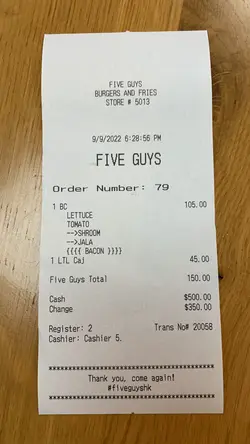 FIVE GUYS
BURGERS AND FRIES
STORE # 5013
9/9/2022 6:28:56 PM
FIVE GUYS
Order Number: 79
1 BC 105.00
LETTUCE
TOMATO
-->SHROOM
-->JALA
{{{{ BACON }}}}
1 LTL Caj 45.00
Five Guys Total 150.00
Cash $500.00
Change $350.00
Register: 2 Trans No# 20058
Cashier: Cashier 5.
Thank you, come again!
#fiveguyshk